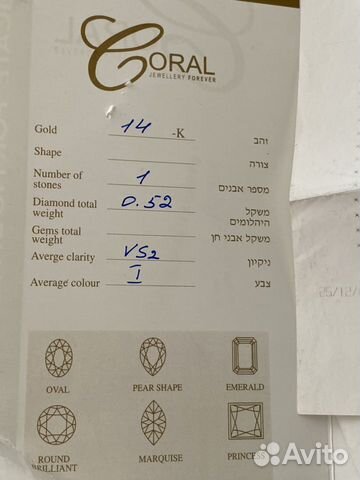 CORAL
JEWELLERY FOREVER
Gold 14 -K זהב
Shape צורה
Number of stones 1 מספר אבנים
Diamond total weight 0.52 משקל היהלומים
Gems total weight משקל אבני חן
Averge clarity VS2 ניקיון
Average colour I צבע
OVAL PEAR SHAPE EMERALD
ROUND BRILLIANT MARQUISE PRINCESS
Avito